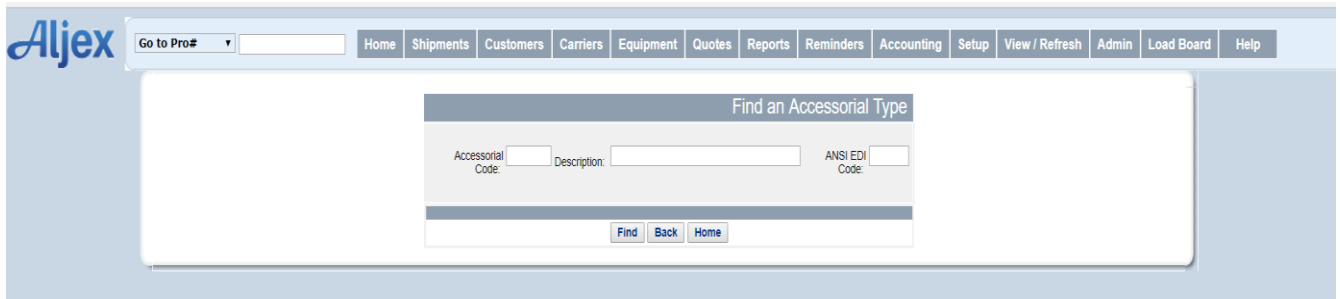 Aljex
Go to Pro# Home Shipments Customers Carriers Equipment Quotes Reports Reminders Accounting Setup View / Refresh Admin Load Board Help
Find an Accessorial Type
Accessorial Code: Description: ANSI EDI Code:
Find Back Home